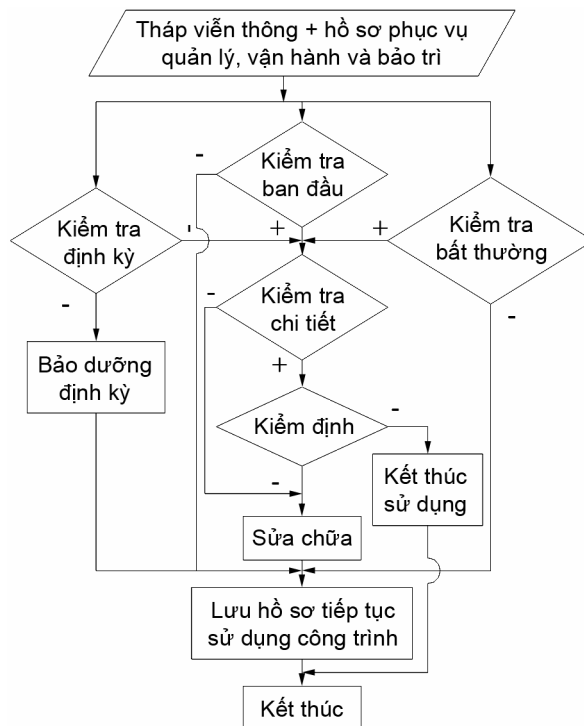 Tháp viễn thông + hồ sơ phục vụ
quản lý, vận hành và bảo trì
-
Kiểm tra
ban đầu
Kiểm tra
định kỳ
'
+
+
Kiểm tra
bất thường
-
-
Kiểm tra
chi tiết
-
Bảo dưỡng
định kỳ
+
Kiểm định
-
Kết thúc
sử dụng
-
Sửa chữa
Lưu hồ sơ tiếp tục
sử dụng công trình
Kết thúc